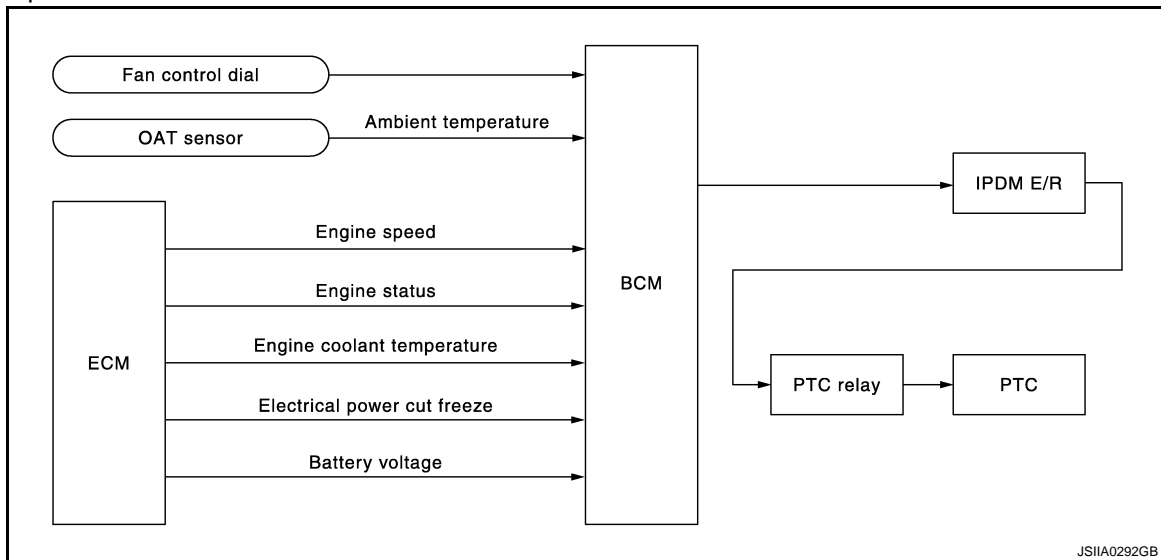 Fan control dial
OAT sensor
Ambient temperature
ECM
Engine speed
Engine status
Engine coolant temperature
Electrical power cut freeze
Battery voltage
BCM
IPDM E/R
PTC relay
PTC
JSIIA0292GB